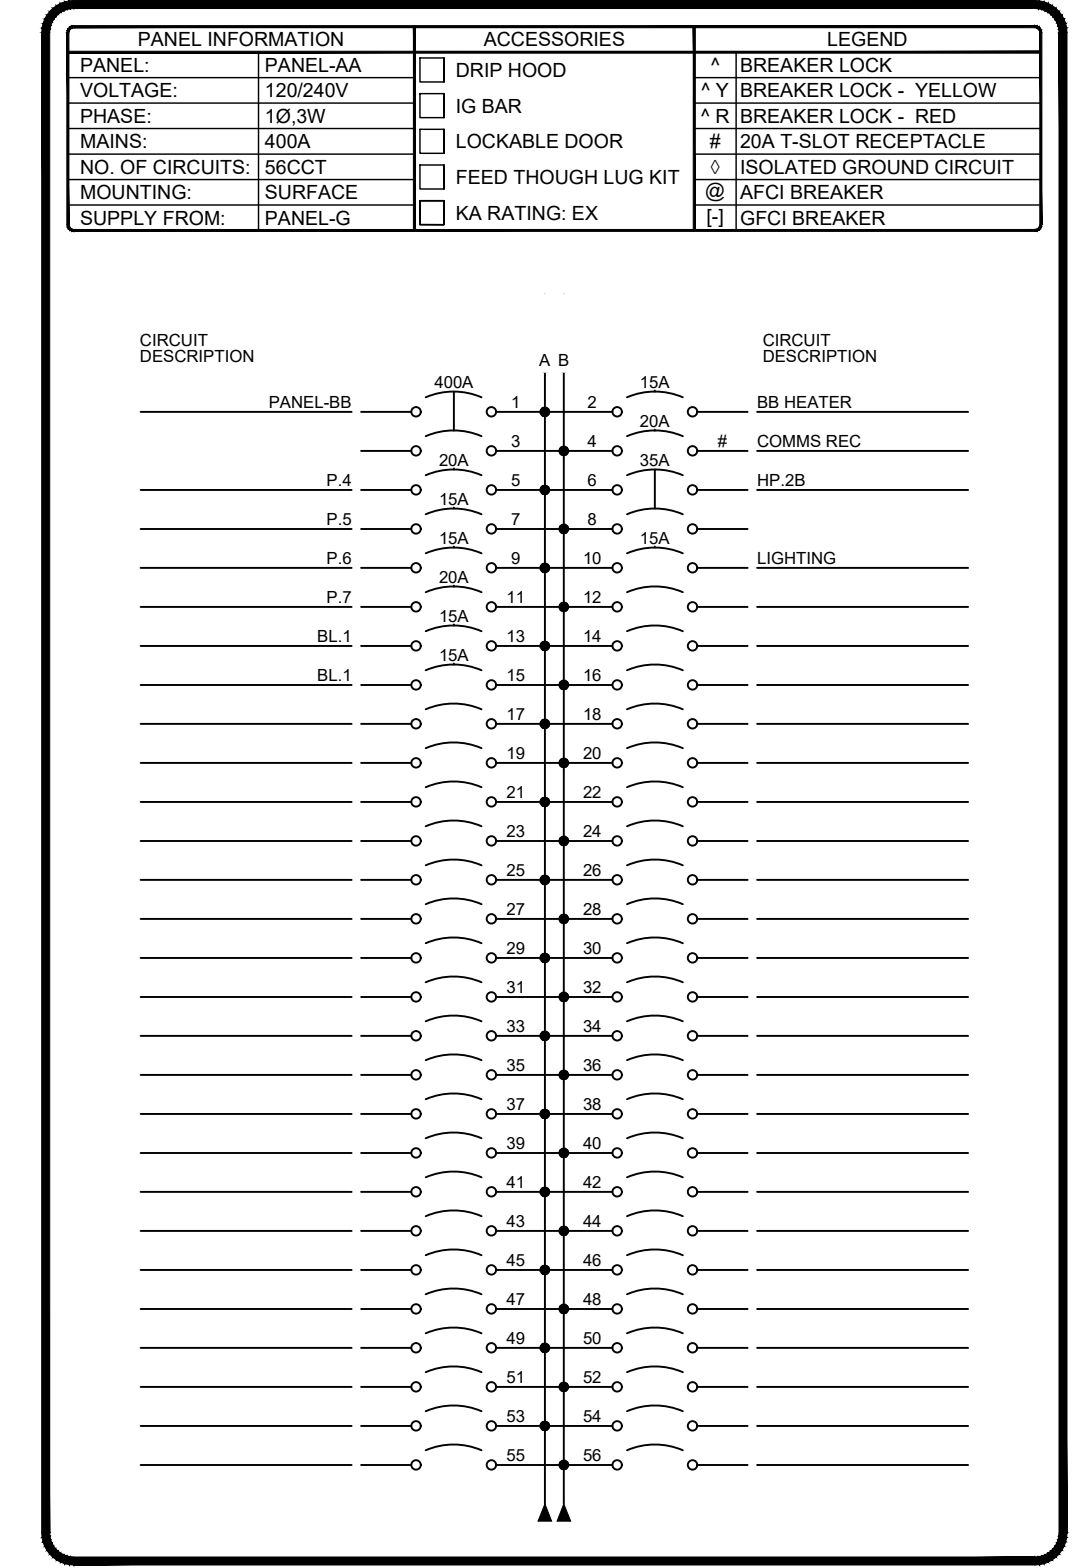 PANEL INFORMATION
PANEL: PANEL-AA
VOLTAGE: 120/240V
PHASE: 1Ø,3W
MAINS: 400A
NO. OF CIRCUITS: 56CCT
MOUNTING: SURFACE
SUPPLY FROM: PANEL-G
ACCESSORIES
DRIP HOOD
IG BAR
LOCKABLE DOOR
FEED THOUGH LUG KIT
KA RATING: EX
LEGEND
^ BREAKER LOCK
^ Y BREAKER LOCK - YELLOW
^ R BREAKER LOCK - RED
# 20A T-SLOT RECEPTACLE
◊ ISOLATED GROUND CIRCUIT
@ AFCI BREAKER
[-] GFCI BREAKER
CIRCUIT
DESCRIPTION
CIRCUIT
DESCRIPTION
A B
400A 15A
PANEL-BB 1 2 BB HEATER
20A
3 4 # COMMS REC
20A 35A
P.4 5 6 HP.2B
15A
P.5 7 8
15A 15A
P.6 9 10 LIGHTING
20A
P.7 11 12
15A
BL.1 13 14
15A
BL.1 15 16
17 18
19 20
21 22
23 24
25 26
27 28
29 30
31 32
33 34
35 36
37 38
39 40
41 42
43 44
45 46
47 48
49 50
51 52
53 54
55 56